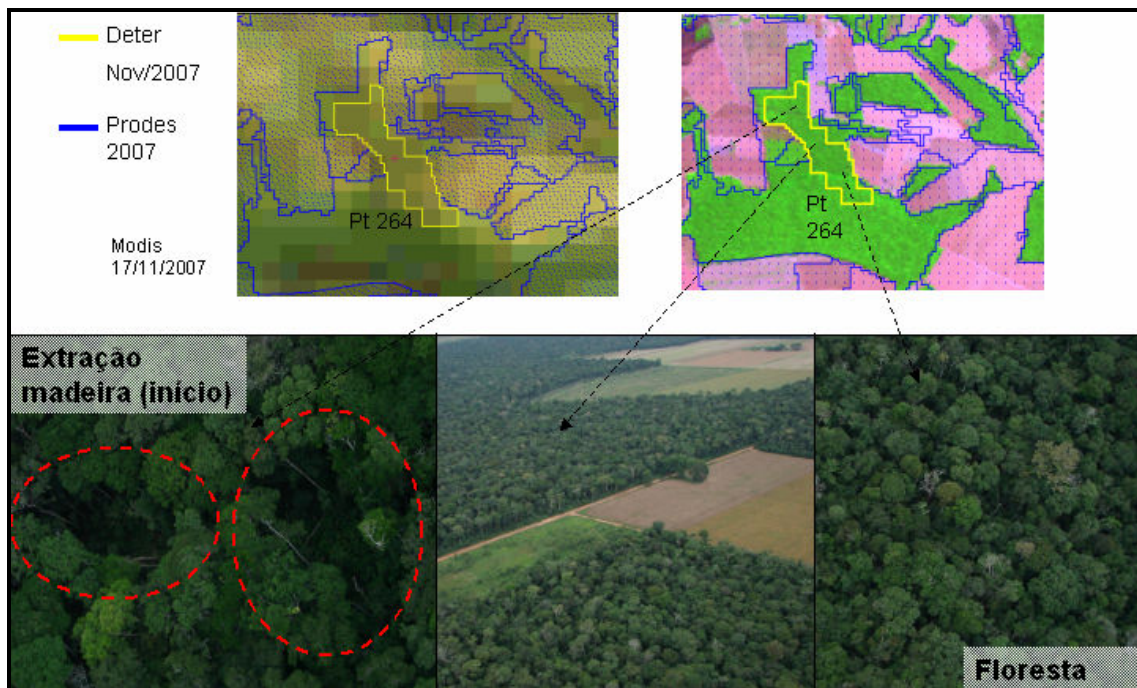 Deter
Nov/2007
Prodes
2007
Modis
17/11/2007
Pt 264
Pt
264
Extração
madeira (início)
Floresta